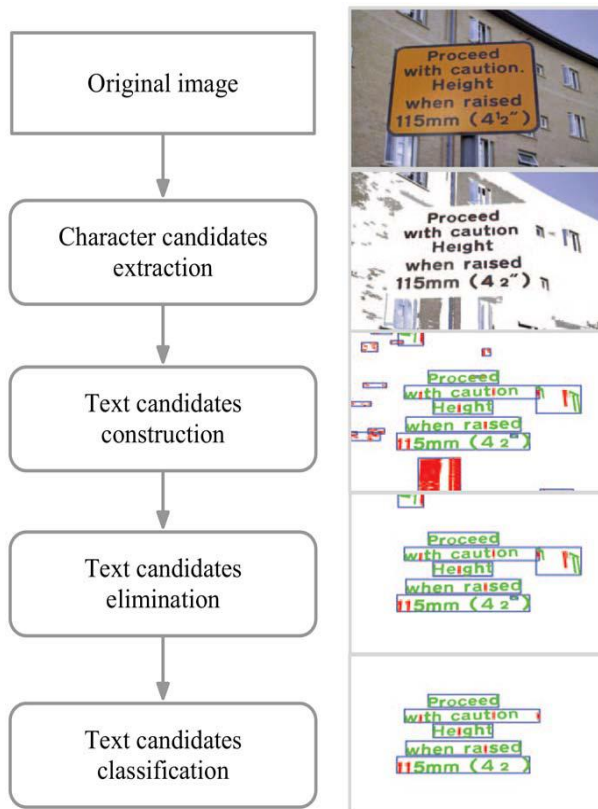 Original image
Proceed
with caution.
Height
when raised
115mm (4½")
Character candidates
extraction
Proceed
with caution
Height
when raised
115mm (4 2")
Text candidates
construction
Proceed
with caution
Height
when raised
115mm (4 2")
Text candidates
elimination
Proceed
with caution
Height
when raised
115mm (4 2")
Text candidates
classification
Proceed
with caution
Height
when raised
115mm (4 2")